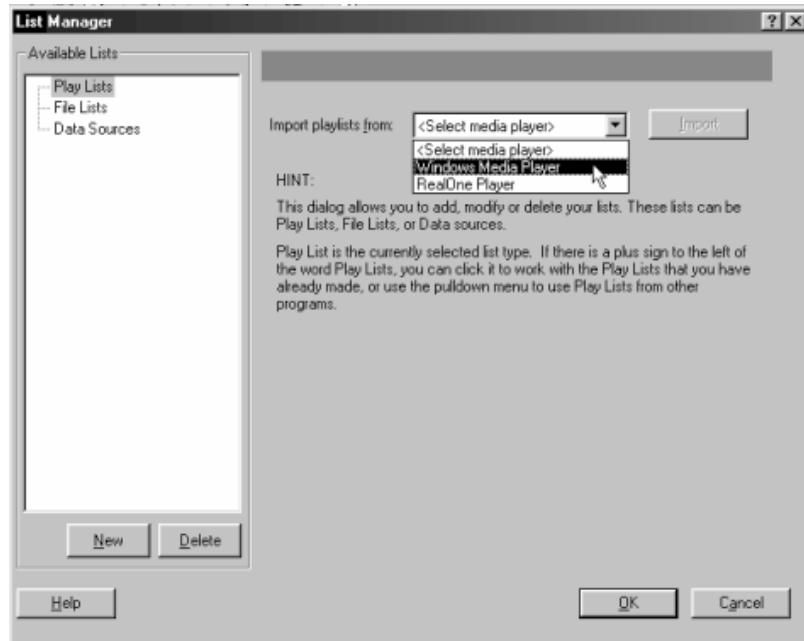 List Manager
Available Lists
Play Lists
File Lists
Data Sources
New
Delete
Import playlists from:
<Select media player>
Import
<Select media player>
Windows Media Player
RealOne Player
HINT:
This dialog allows you to add, modify or delete your lists. These lists can be
Play Lists, File Lists, or Data sources.
Play List is the currently selected list type. If there is a plus sign to the left of
the word Play Lists, you can click it to work with the Play Lists that you have
already made, or use the pulldown menu to use Play Lists from other
programs.
Help
OK
Cancel